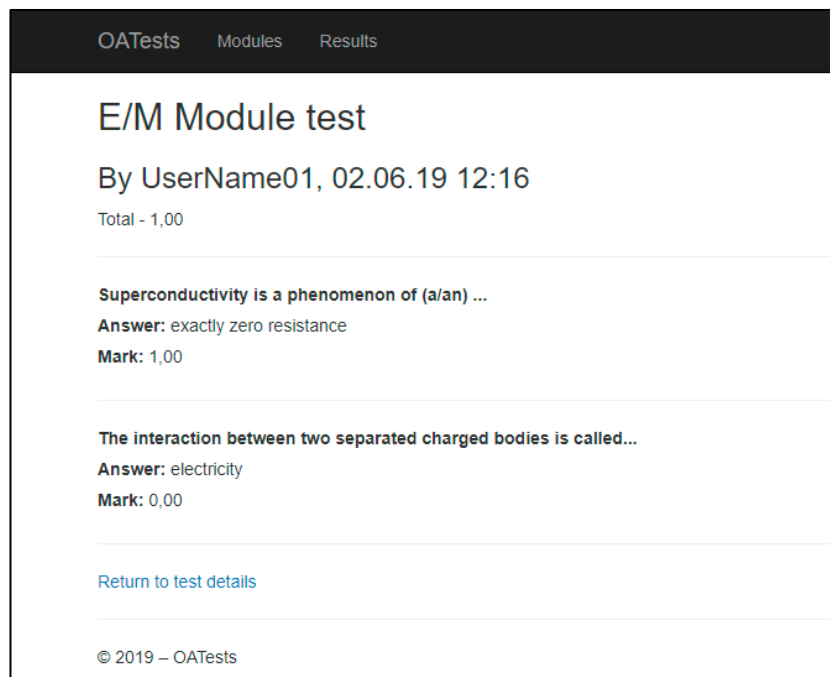 OATests Modules Results
E/M Module test
By UserName01, 02.06.19 12:16
Total - 1,00
Superconductivity is a phenomenon of (a/an) ...
Answer: exactly zero resistance
Mark: 1,00
The interaction between two separated charged bodies is called...
Answer: electricity
Mark: 0,00
Return to test details
© 2019 – OATests